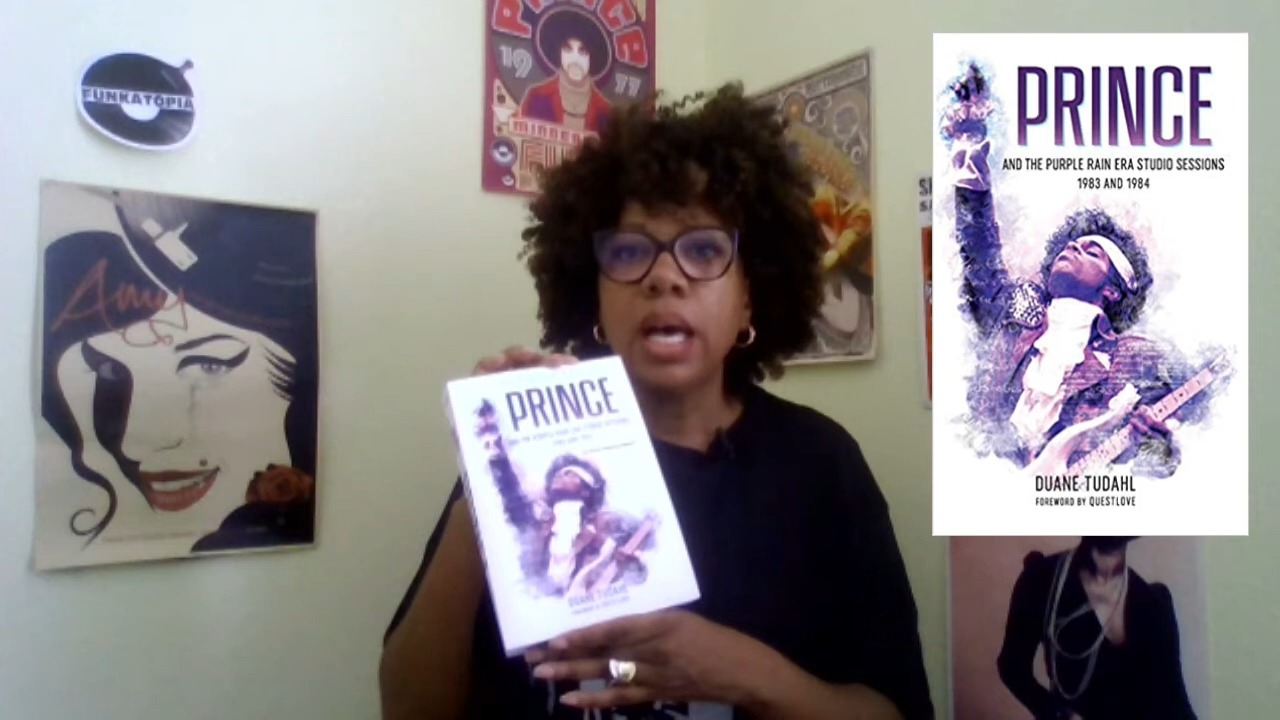 FUNKATOPIA
PRINCE
19 77
Amy
PRINCE
DUANE TUDAHL
PRINCE
AND THE PURPLE RAIN ERA STUDIO SESSIONS
1983 AND 1984
DUANE TUDAHL
FOREWORD BY QUESTLOVE